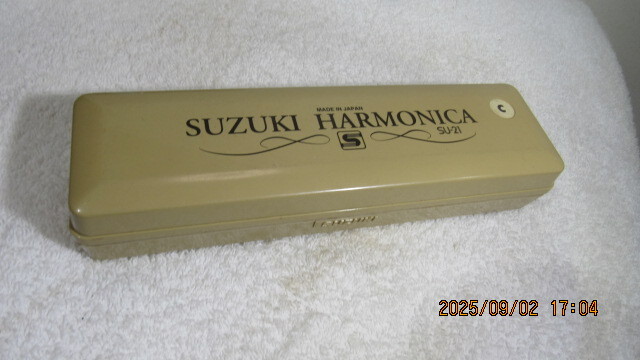 MADE IN JAPAN
SUZUKI HARMONICA
S
SU-21
C
2025/09/02 17:04